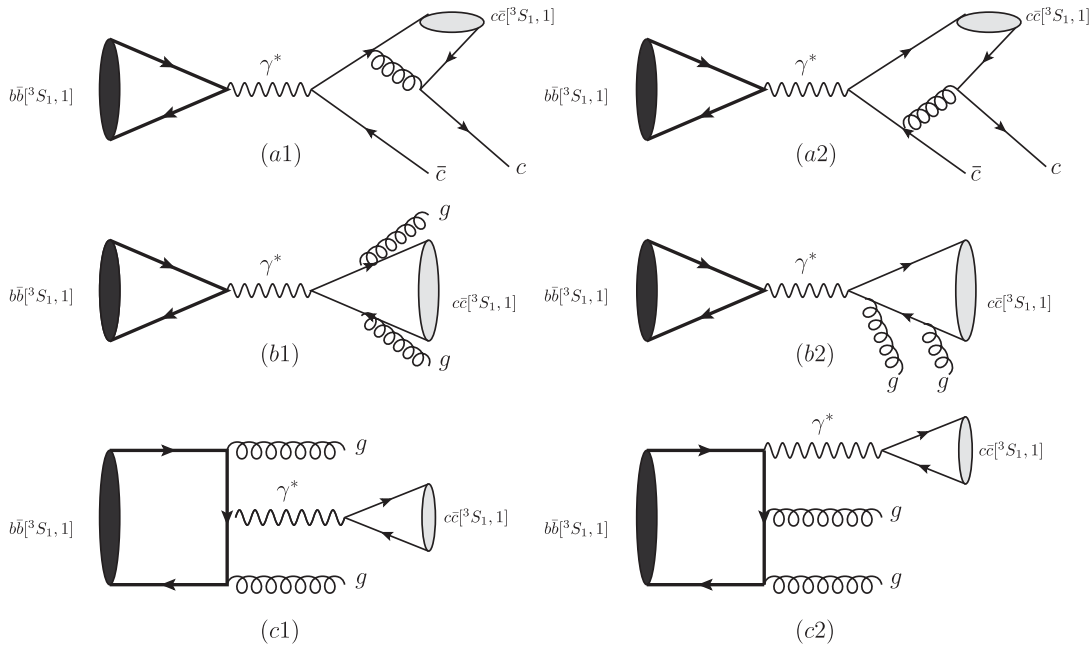 cc̄[³S₁, 1]
γ*
bb̄[³S₁, 1]
(a1)
c̄
c
cc̄[³S₁, 1]
γ*
bb̄[³S₁, 1]
(a2)
c̄
c
g
γ*
bb̄[³S₁, 1]
cc̄[³S₁, 1]
(b1)
g
γ*
bb̄[³S₁, 1]
cc̄[³S₁, 1]
(b2)
g g
g
γ*
bb̄[³S₁, 1]
cc̄[³S₁, 1]
g
(c1)
γ*
cc̄[³S₁, 1]
bb̄[³S₁, 1]
g
g
(c2)